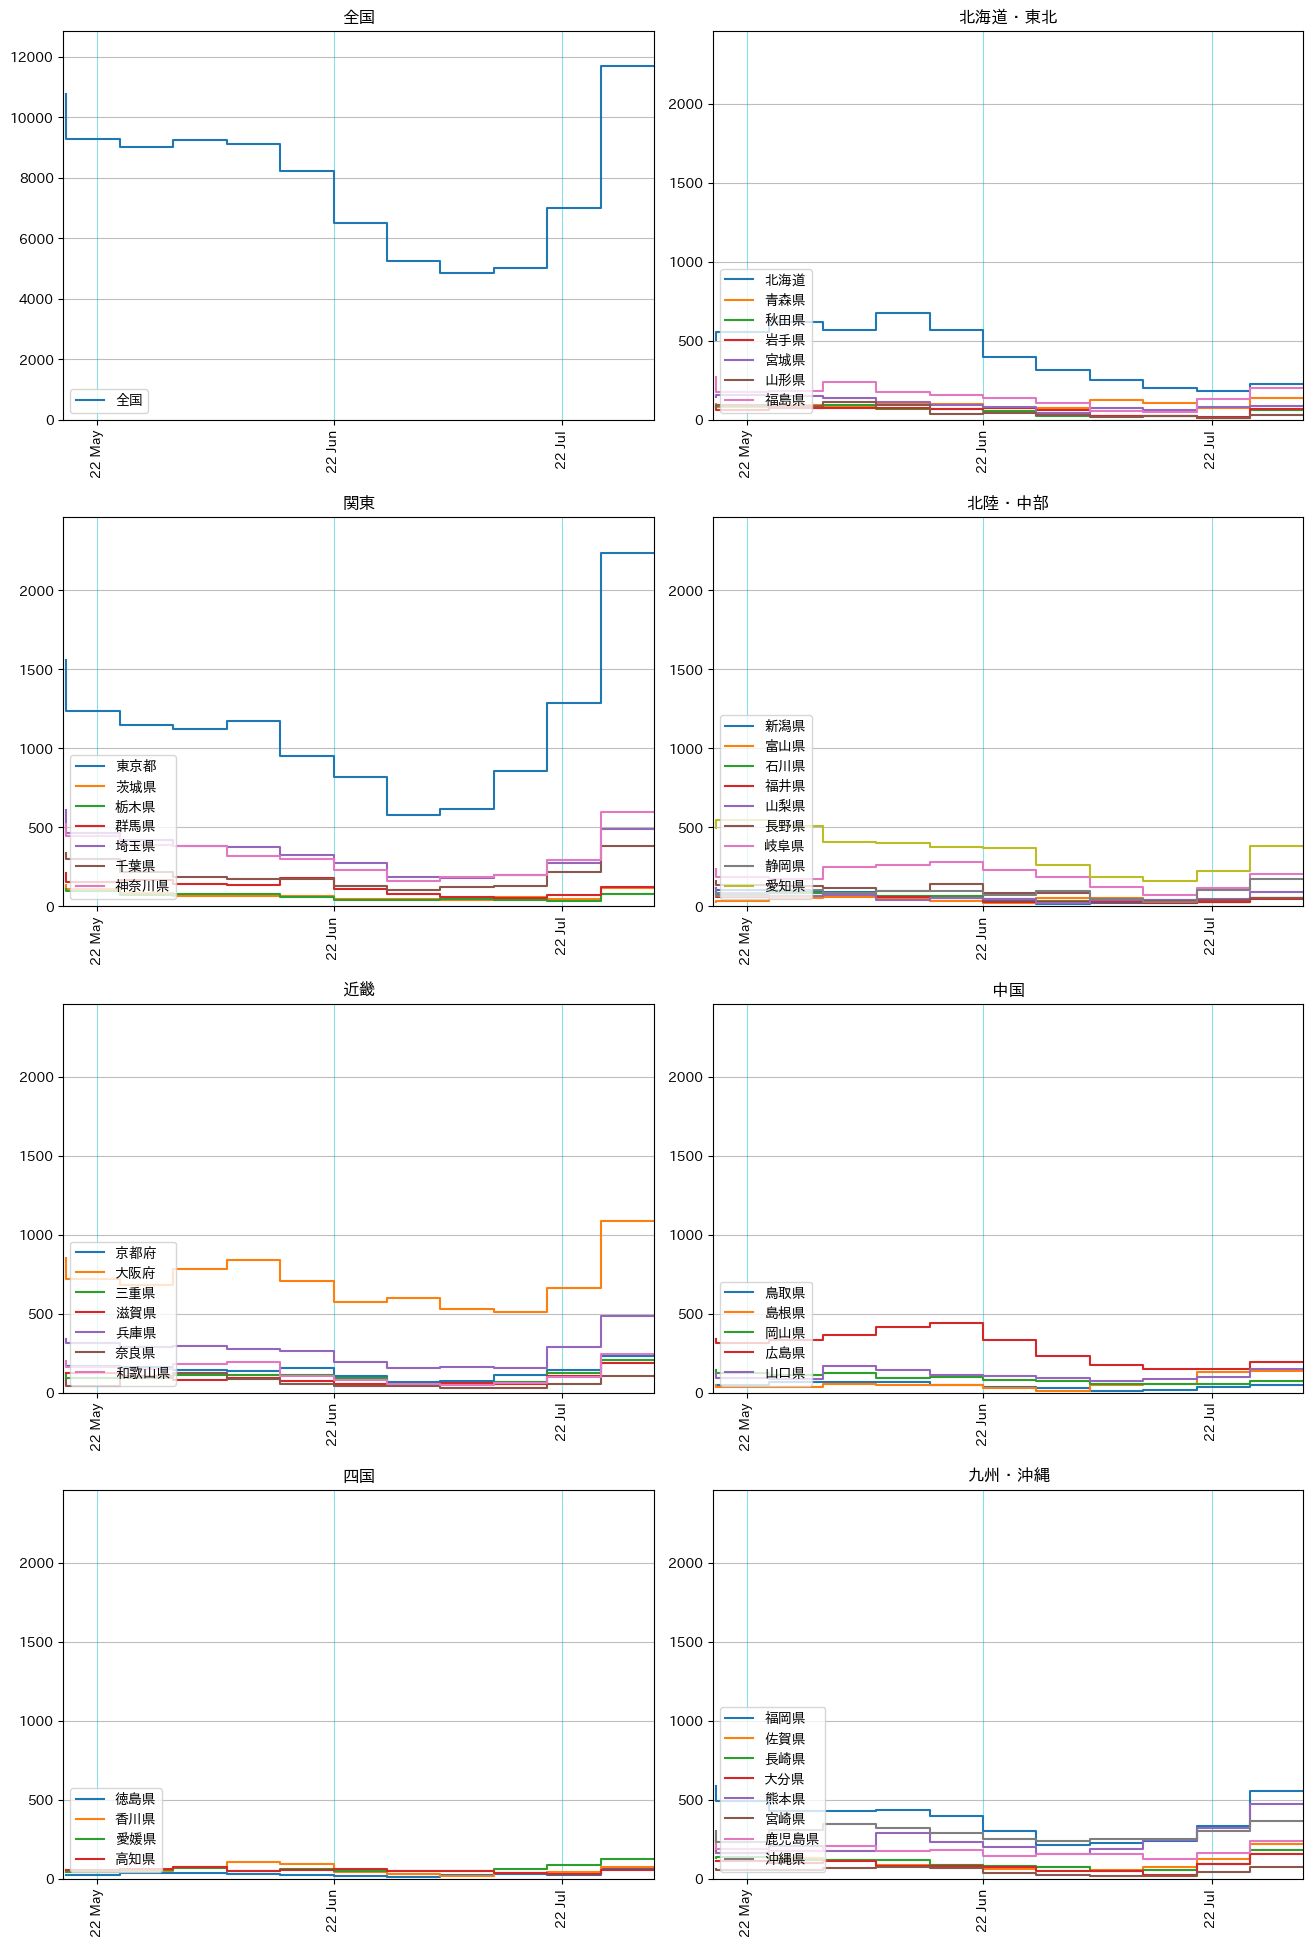 全国
12000
10000
8000
6000
4000
2000
0
全国
22 May
22 Jun
22 Jul
北海道・東北
2000
1500
1000
500
0
北海道
青森県
秋田県
岩手県
宮城県
山形県
福島県
22 May
22 Jun
22 Jul
関東
2000
1500
1000
500
0
東京都
茨城県
栃木県
群馬県
埼玉県
千葉県
神奈川県
22 May
22 Jun
22 Jul
北陸・中部
2000
1500
1000
500
0
新潟県
富山県
石川県
福井県
山梨県
長野県
岐阜県
静岡県
愛知県
22 May
22 Jun
22 Jul
近畿
2000
1500
1000
500
0
京都府
大阪府
三重県
滋賀県
兵庫県
奈良県
和歌山県
22 May
22 Jun
22 Jul
中国
2000
1500
1000
500
0
鳥取県
島根県
岡山県
広島県
山口県
22 May
22 Jun
22 Jul
四国
2000
1500
1000
500
0
徳島県
香川県
愛媛県
高知県
22 May
22 Jun
22 Jul
九州・沖縄
2000
1500
1000
500
0
福岡県
佐賀県
長崎県
大分県
熊本県
宮崎県
鹿児島県
沖縄県
22 May
22 Jun
22 Jul